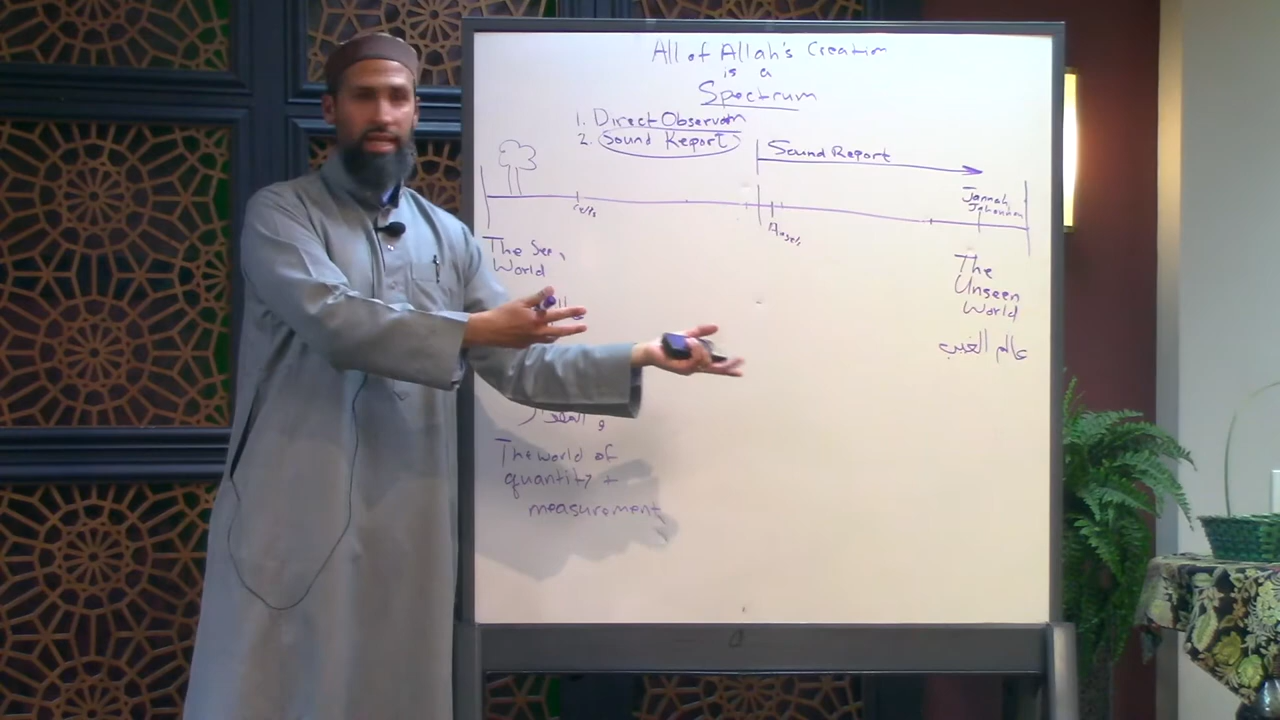 All of Allah's Creation
is a
Spectrum
1. Direct Observation
2. Sound Report
Sound Report
Cells
Angels
Jannah
Jahannam
The Seen
World
The
Unseen
World
عالم الغيب
The world of
quantity +
measurement